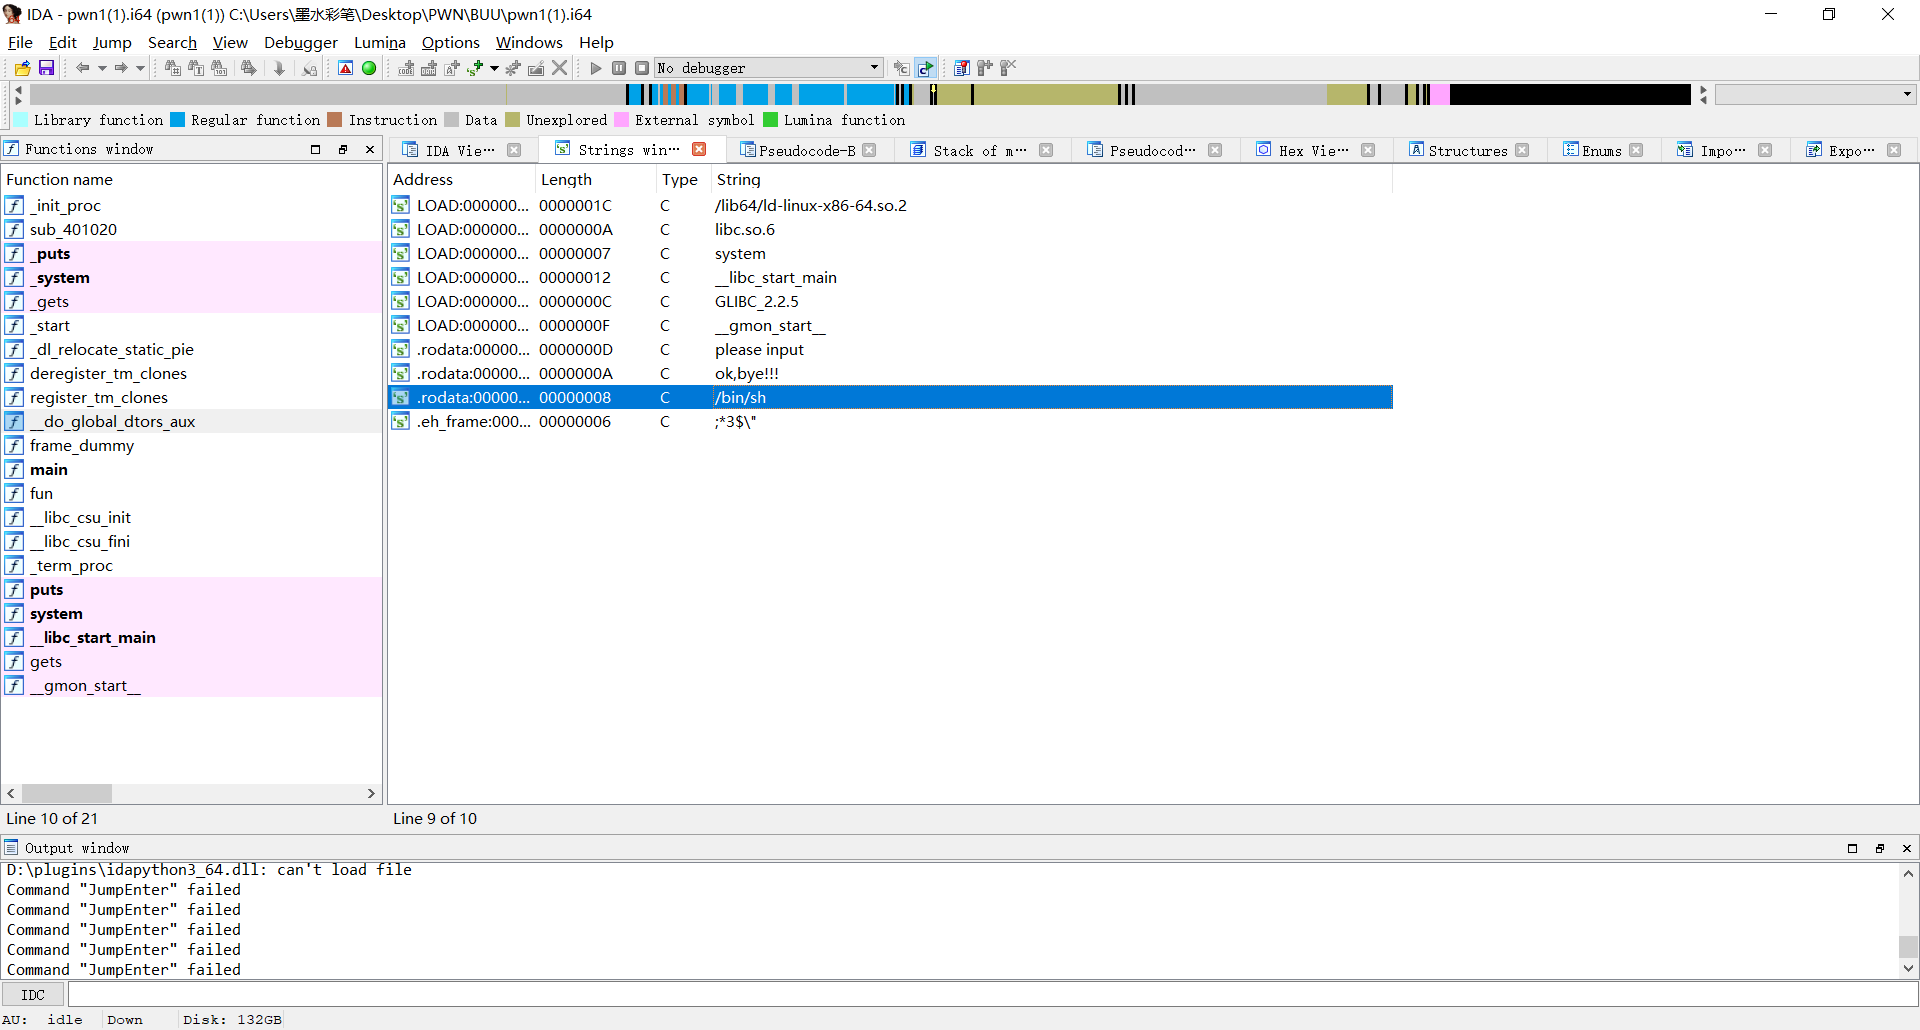 IDA - pwn1(1).i64 (pwn1(1)) C:\Users\墨水彩笔\Desktop\PWN\BUU\pwn1(1).i64
File Edit Jump Search View Debugger Lumina Options Windows Help
No debugger
Library function Regular function Instruction Data Unexplored External symbol Lumina function
Functions window
IDA Vie··· Strings win··· Pseudocode-B Stack of m··· Pseudocod··· Hex Vie··· Structures Enums Impo··· Expo···
Function name
_init_proc
sub_401020
_puts
_system
_gets
_start
_dl_relocate_static_pie
deregister_tm_clones
register_tm_clones
__do_global_dtors_aux
frame_dummy
main
fun
__libc_csu_init
__libc_csu_fini
_term_proc
puts
system
__libc_start_main
gets
__gmon_start__
Line 10 of 21
Address Length Type String
LOAD:000000... 0000001C C /lib64/ld-linux-x86-64.so.2
LOAD:000000... 0000000A C libc.so.6
LOAD:000000... 00000007 C system
LOAD:000000... 00000012 C __libc_start_main
LOAD:000000... 0000000C C GLIBC_2.2.5
LOAD:000000... 0000000F C __gmon_start__
.rodata:00000... 0000000D C please input
.rodata:00000... 0000000A C ok,bye!!!
.rodata:00000... 00000008 C /bin/sh
.eh_frame:000... 00000006 C ;*3$\"
Line 9 of 10
Output window
D:\plugins\idapython3_64.dll: can't load file
Command "JumpEnter" failed
Command "JumpEnter" failed
Command "JumpEnter" failed
Command "JumpEnter" failed
Command "JumpEnter" failed
IDC
AU: idle Down Disk: 132GB